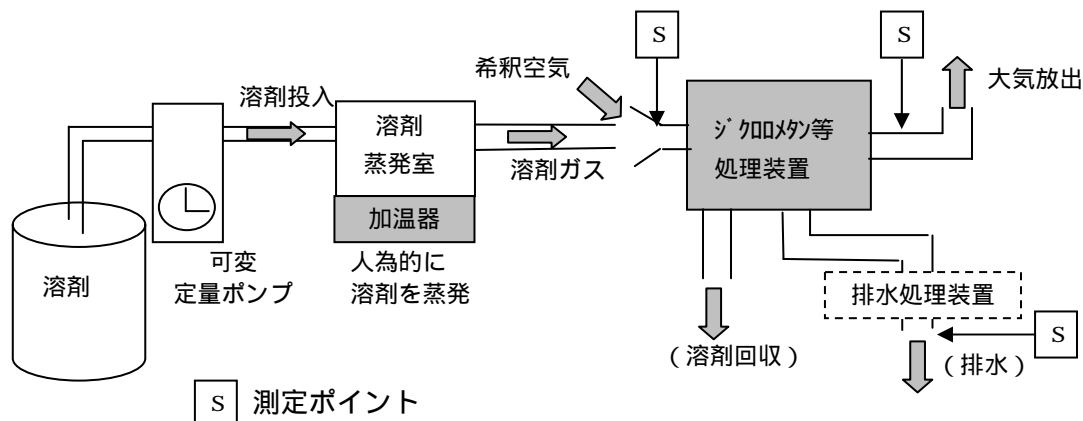 S
S
希釈空気
大気放出
溶剤投入
溶剤
蒸発室
ｼﾞｸﾛﾛﾒﾀﾝ等
処理装置
溶剤ガス
加温器
可変
定量ポンプ
人為的に
溶剤を蒸発
溶剤
排水処理装置
S
（溶剤回収）
（排水）
S 測定ポイント